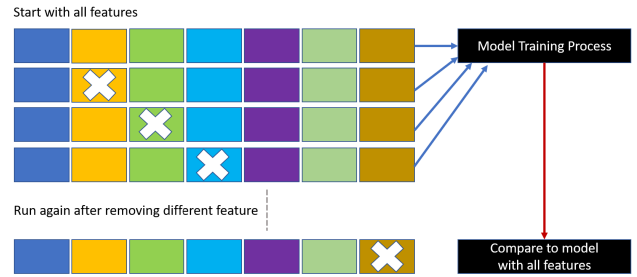 Start with all features
Model Training Process
Run again after removing different feature
Compare to model
with all features